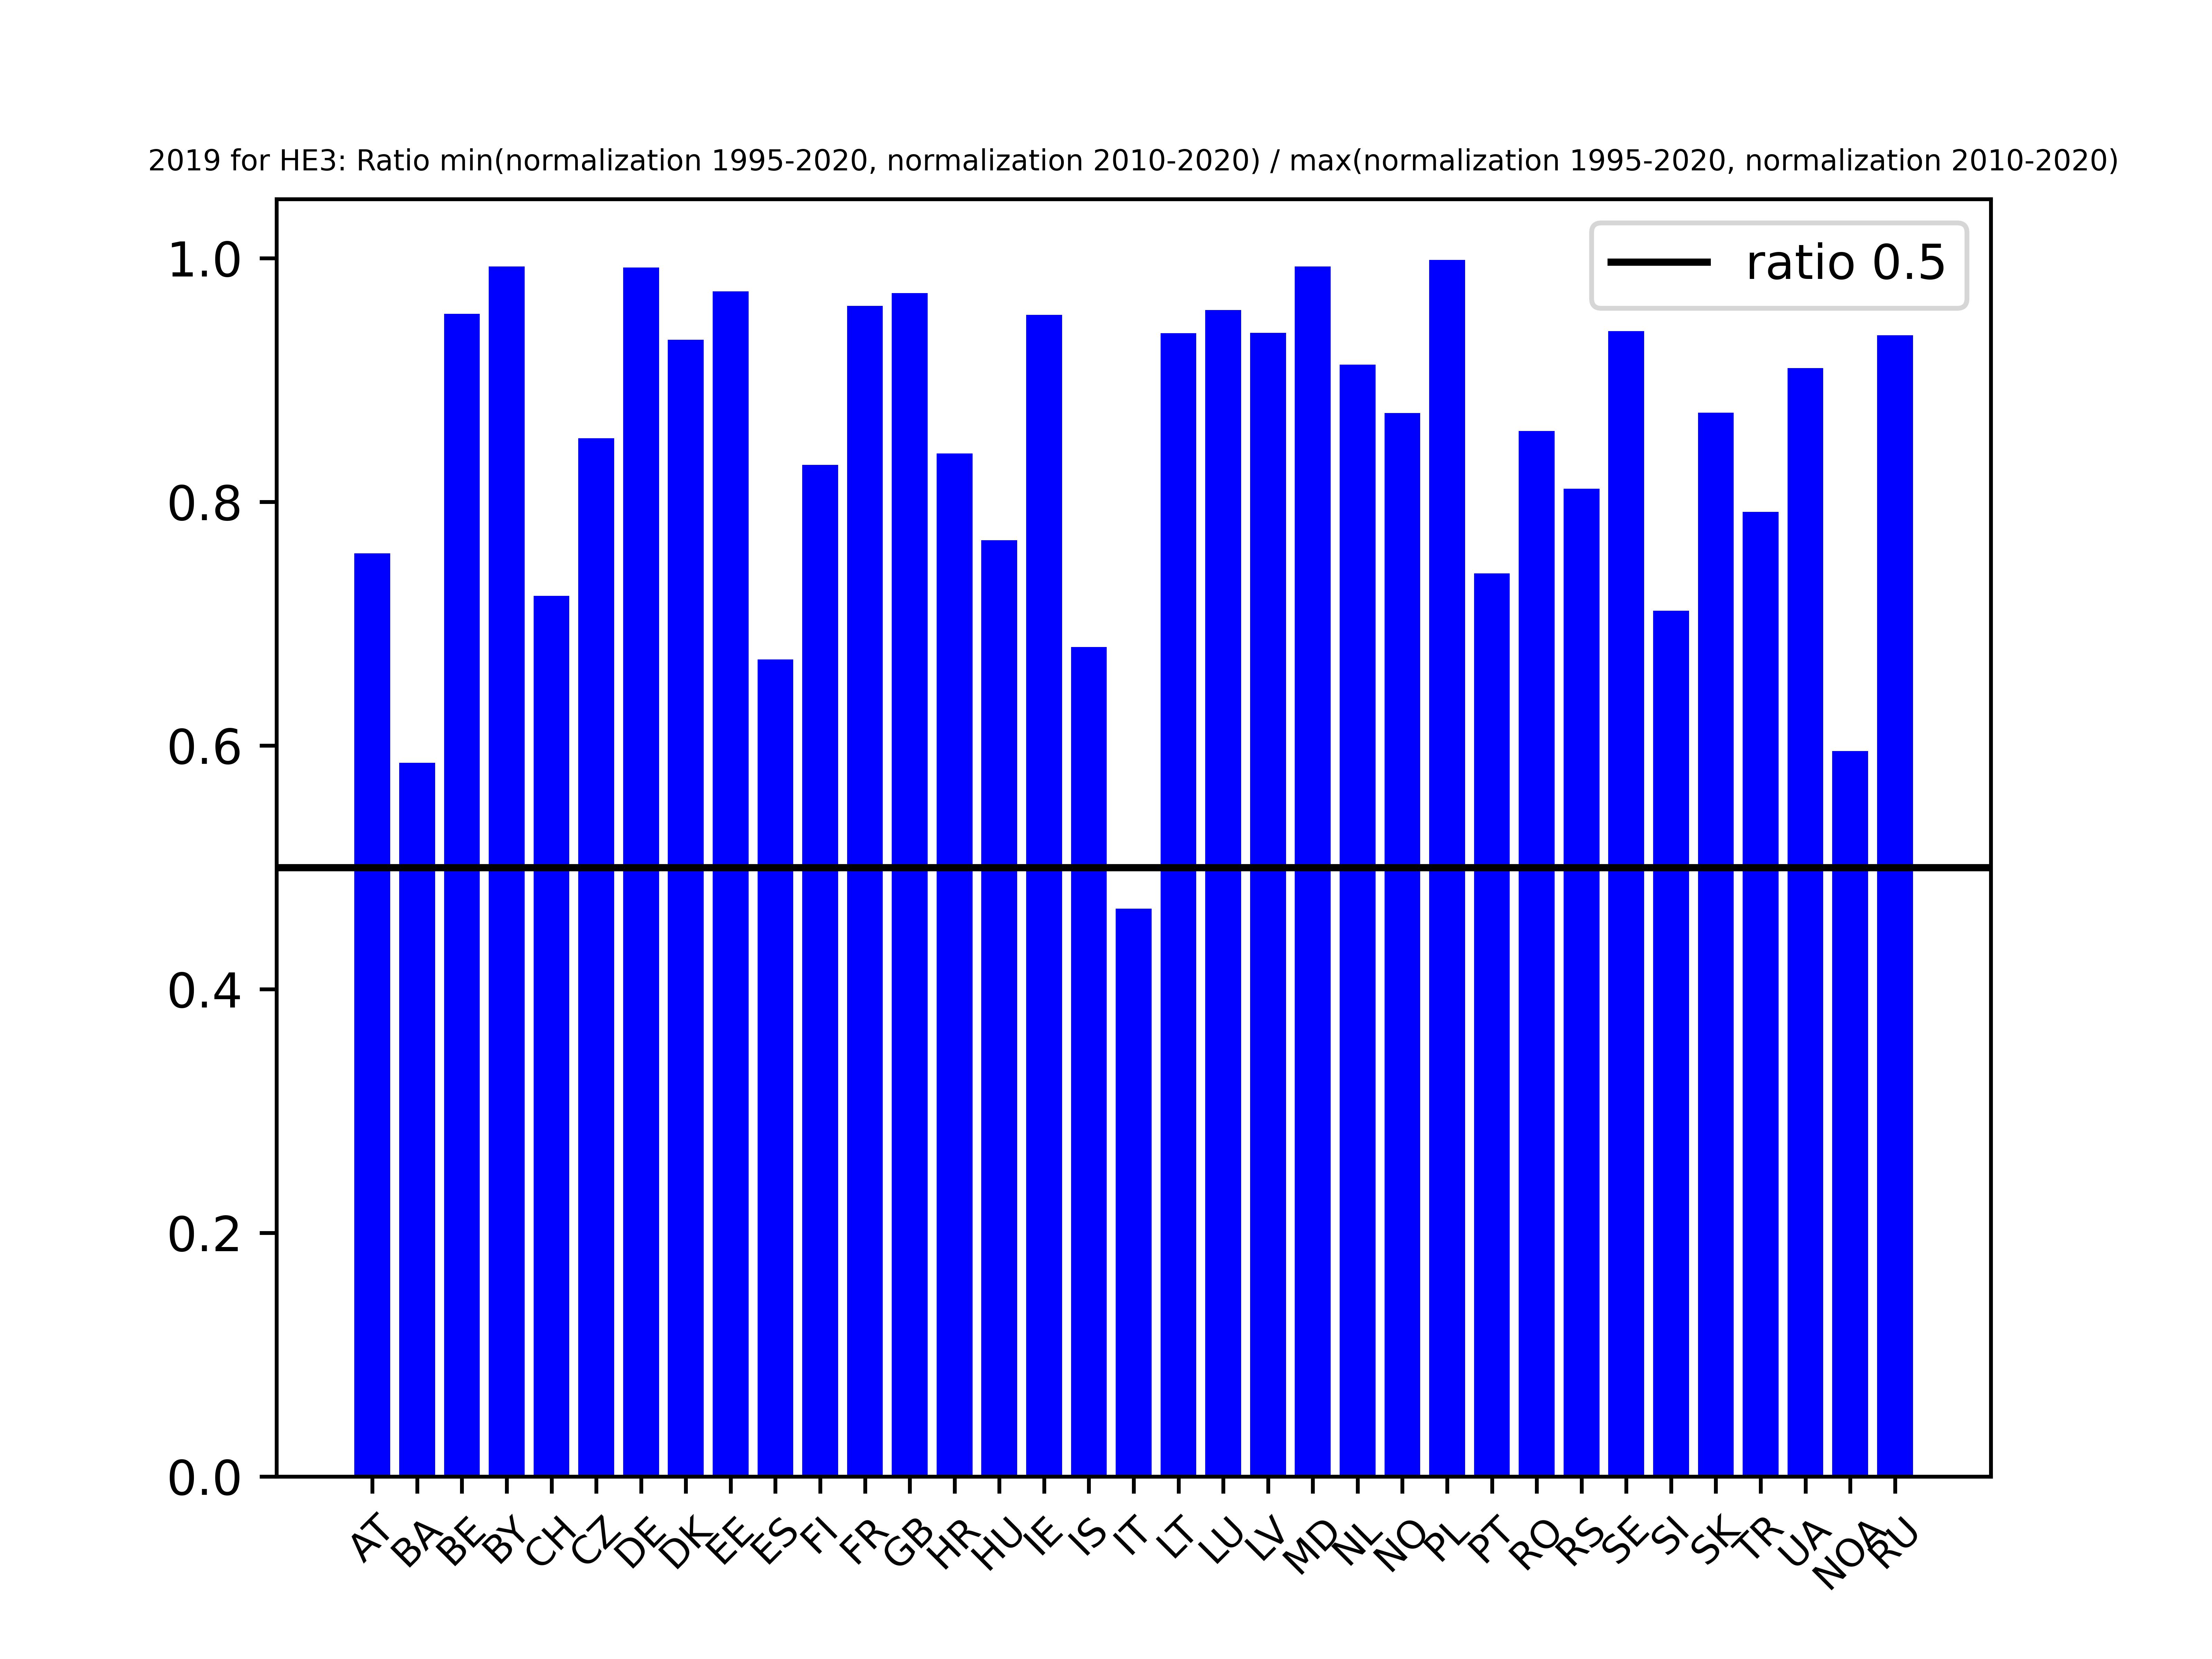 2019 for HE3: Ratio min(normalization 1995-2020, normalization 2010-2020) / max(normalization 1995-2020, normalization 2010-2020)
ratio 0.5
1.0
0.8
0.6
0.4
0.2
0.0
AT BA BE BY CH CZ DE DK EE ES FI FR GB HR HU IE IS IT LT LU LV MD NL NO PL PT RO RS SE SI SK TR UA NOA RU